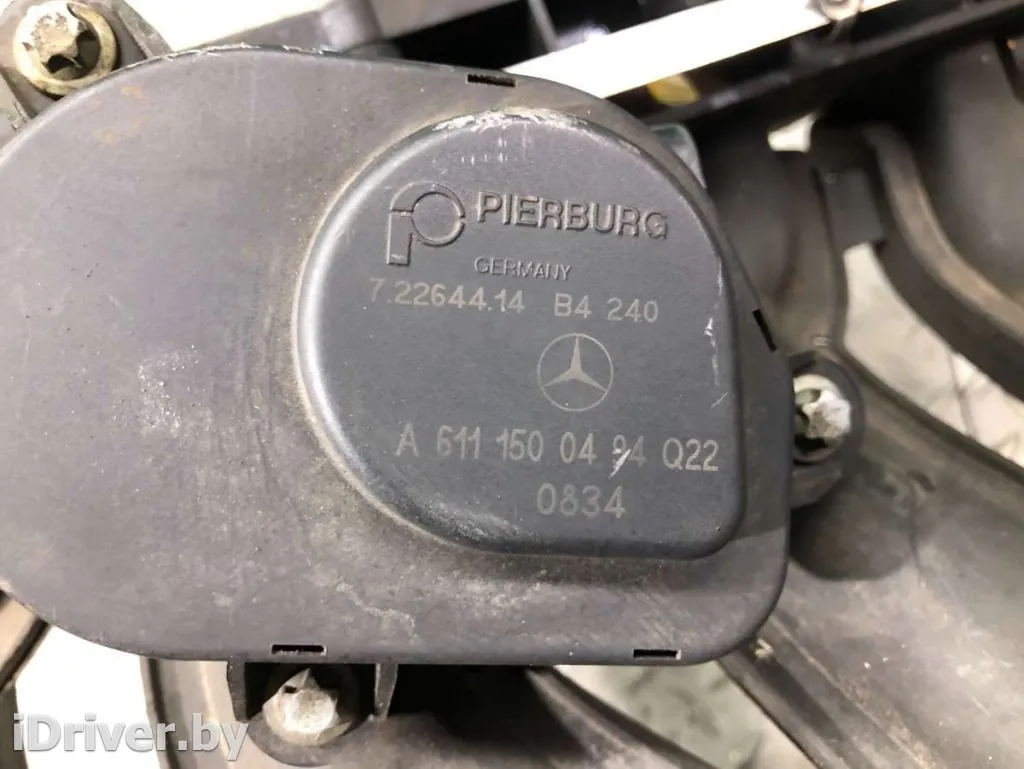 PIERBURG
GERMANY
7.22644.14 B4 240
A 611 150 04 94 Q22
0834
iDriver.by